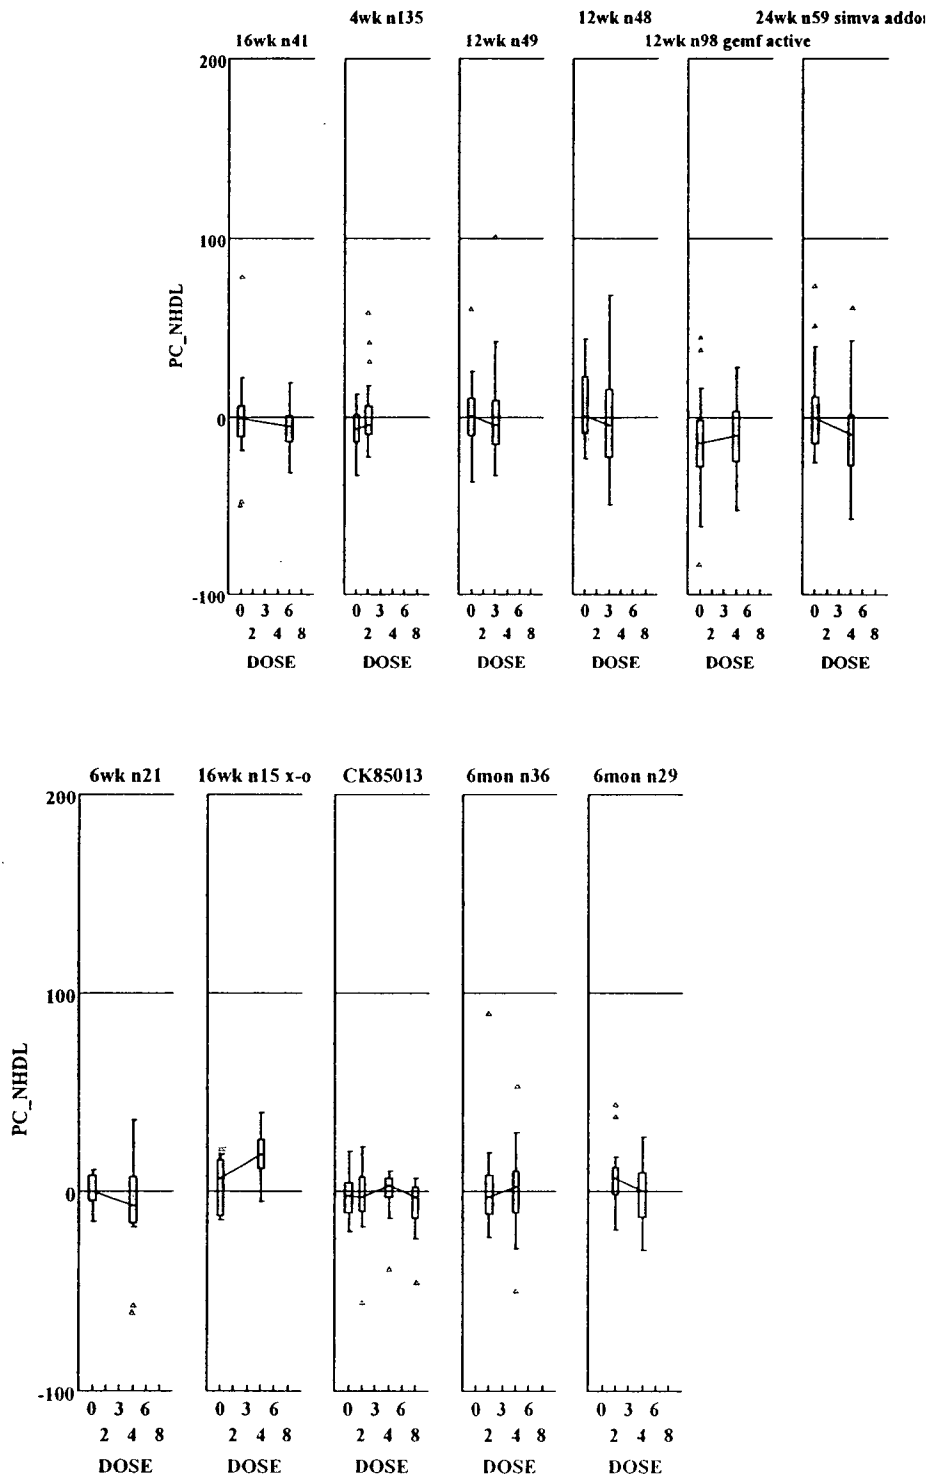 4wk n135 12wk n48 24wk n59 simva addon
16wk n41 12wk n49 12wk n98 gemf active
200
100
PC_NHDL
0
-100
0 3 6 0 3 6 0 3 6 0 3 6 0 3 6 0 3 6
2 4 8 2 4 8 2 4 8 2 4 8 2 4 8 2 4 8
DOSE DOSE DOSE DOSE DOSE DOSE
6wk n21 16wk n15 x-o CK85013 6mon n36 6mon n29
200
100
PC_NHDL
0
-100
0 3 6 0 3 6 0 3 6 0 3 6 0 3 6
2 4 8 2 4 8 2 4 8 2 4 8 2 4 8
DOSE DOSE DOSE DOSE DOSE